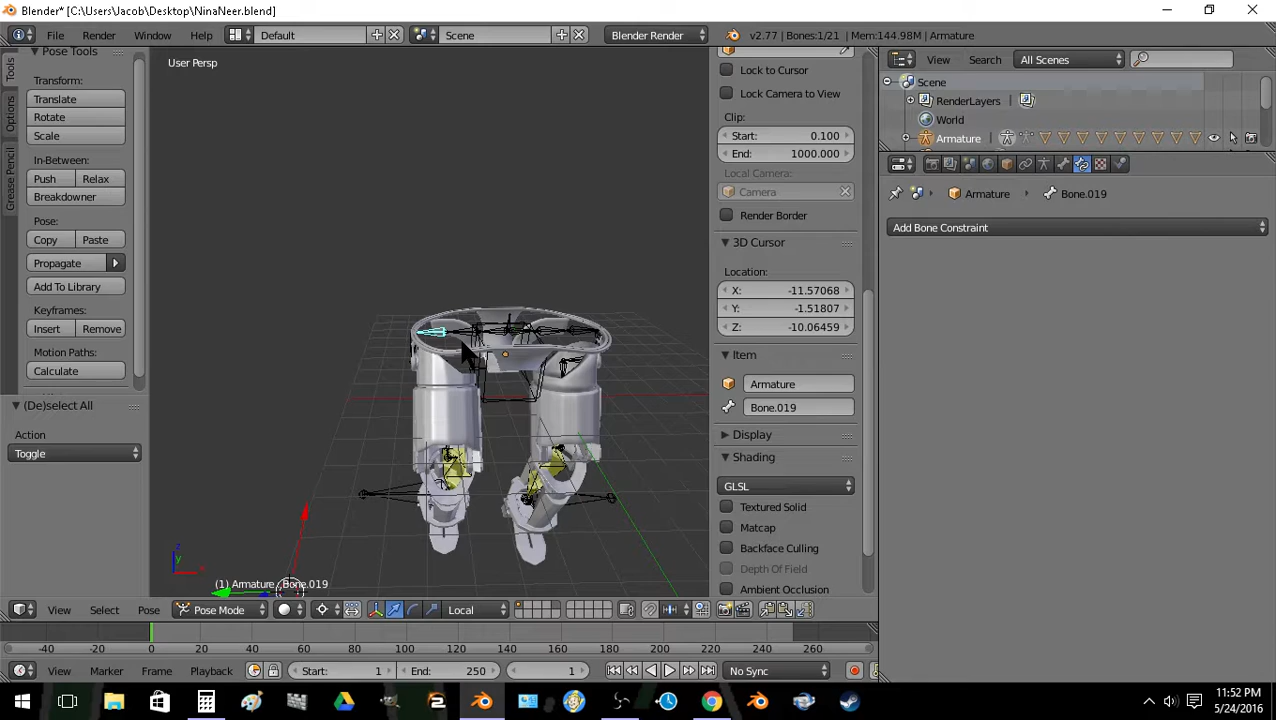 Blender* [C:\Users\Jacob\Desktop\NinaNeer.blend]
File Render Window Help Default Scene Blender Render v2.77 | Bones:1/21 | Mem:144.98M | Armature
Pose Tools
Transform:
Translate
Rotate
Scale
In-Between:
Push Relax
Breakdowner
Pose:
Copy Paste
Propagate
Add To Library
Keyframes:
Insert Remove
Motion Paths:
Calculate
Tools
Options
Grease Pencil
(De)select All
Action
Toggle
User Persp
(1) Armature : Bone.019
z
y
x
Lock to Cursor
Lock Camera to View
Clip:
Start: 0.100
End: 1000.000
Local Camera:
Camera
Render Border
3D Cursor
Location:
X: -11.57068
Y: -1.51807
Z: -10.06459
Item
Armature
Bone.019
Display
Shading
GLSL
Textured Solid
Matcap
Backface Culling
Depth Of Field
Ambient Occlusion
View Search All Scenes
Scene
RenderLayers
World
Armature
Armature Bone.019
Add Bone Constraint
View Select Pose Pose Mode Local
-40 -20 0 20 40 60 80 100 120 140 160 180 200 220 240 260
View Marker Frame Playback Start: 1 End: 250 1 No Sync
11:52 PM
5/24/2016